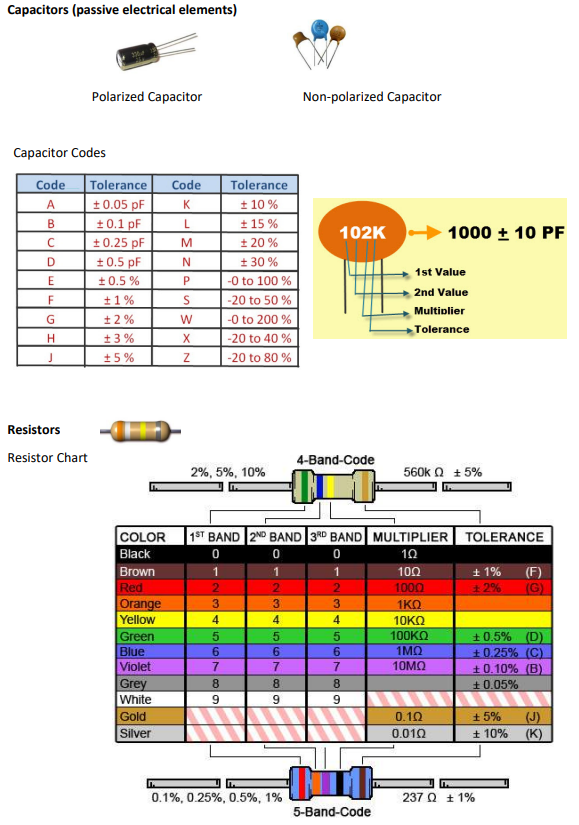 Capacitors (passive electrical elements)
Polarized Capacitor Non-polarized Capacitor
Capacitor Codes
Code Tolerance Code Tolerance
A ± 0.05 pF K ± 10 %
B ± 0.1 pF L ± 15 %
C ± 0.25 pF M ± 20 %
D ± 0.5 pF N ± 30 %
E ± 0.5 % P -0 to 100 %
F ± 1 % S -20 to 50 %
G ± 2 % W -0 to 200 %
H ± 3 % X -20 to 40 %
J ± 5 % Z -20 to 80 %
102K 1000 ± 10 PF
1st Value
2nd Value
Multiplier
Tolerance
Resistors
Resistor Chart
4-Band-Code
2%, 5%, 10% 560k Ω ± 5%
COLOR 1ST BAND 2ND BAND 3RD BAND MULTIPLIER TOLERANCE
Black 0 0 0 1Ω
Brown 1 1 1 10Ω ± 1% (F)
Red 2 2 2 100Ω ± 2% (G)
Orange 3 3 3 1KΩ
Yellow 4 4 4 10KΩ
Green 5 5 5 100KΩ ± 0.5% (D)
Blue 6 6 6 1MΩ ± 0.25% (C)
Violet 7 7 7 10MΩ ± 0.10% (B)
Grey 8 8 8 ± 0.05%
White 9 9 9
Gold 0.1Ω ± 5% (J)
Silver 0.01Ω ± 10% (K)
0.1%, 0.25%, 0.5%, 1% 237 Ω ± 1%
5-Band-Code